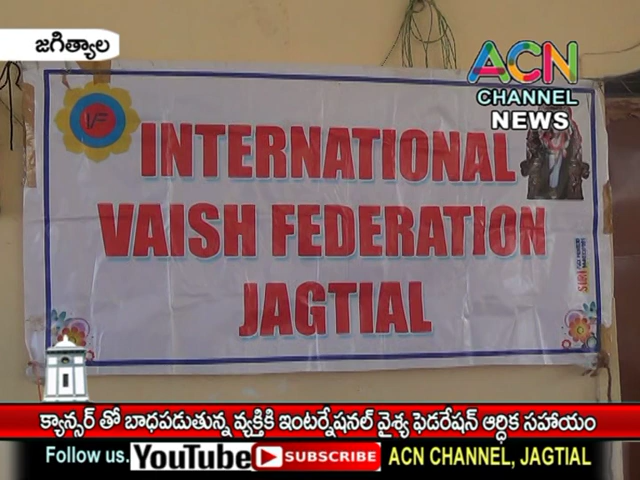 జగిత్యాల
ACN
CHANNEL
NEWS
INTERNATIONAL
VAISH FEDERATION
JAGTIAL
క్యాన్సర్ తో బాధపడుతున్న వ్యక్తికి ఇంటర్నేషనల్ వైశ్య ఫెడరేషన్ ఆర్ధిక సహాయం
Follow us. YouTube SUBSCRIBE ACN CHANNEL, JAGTIAL